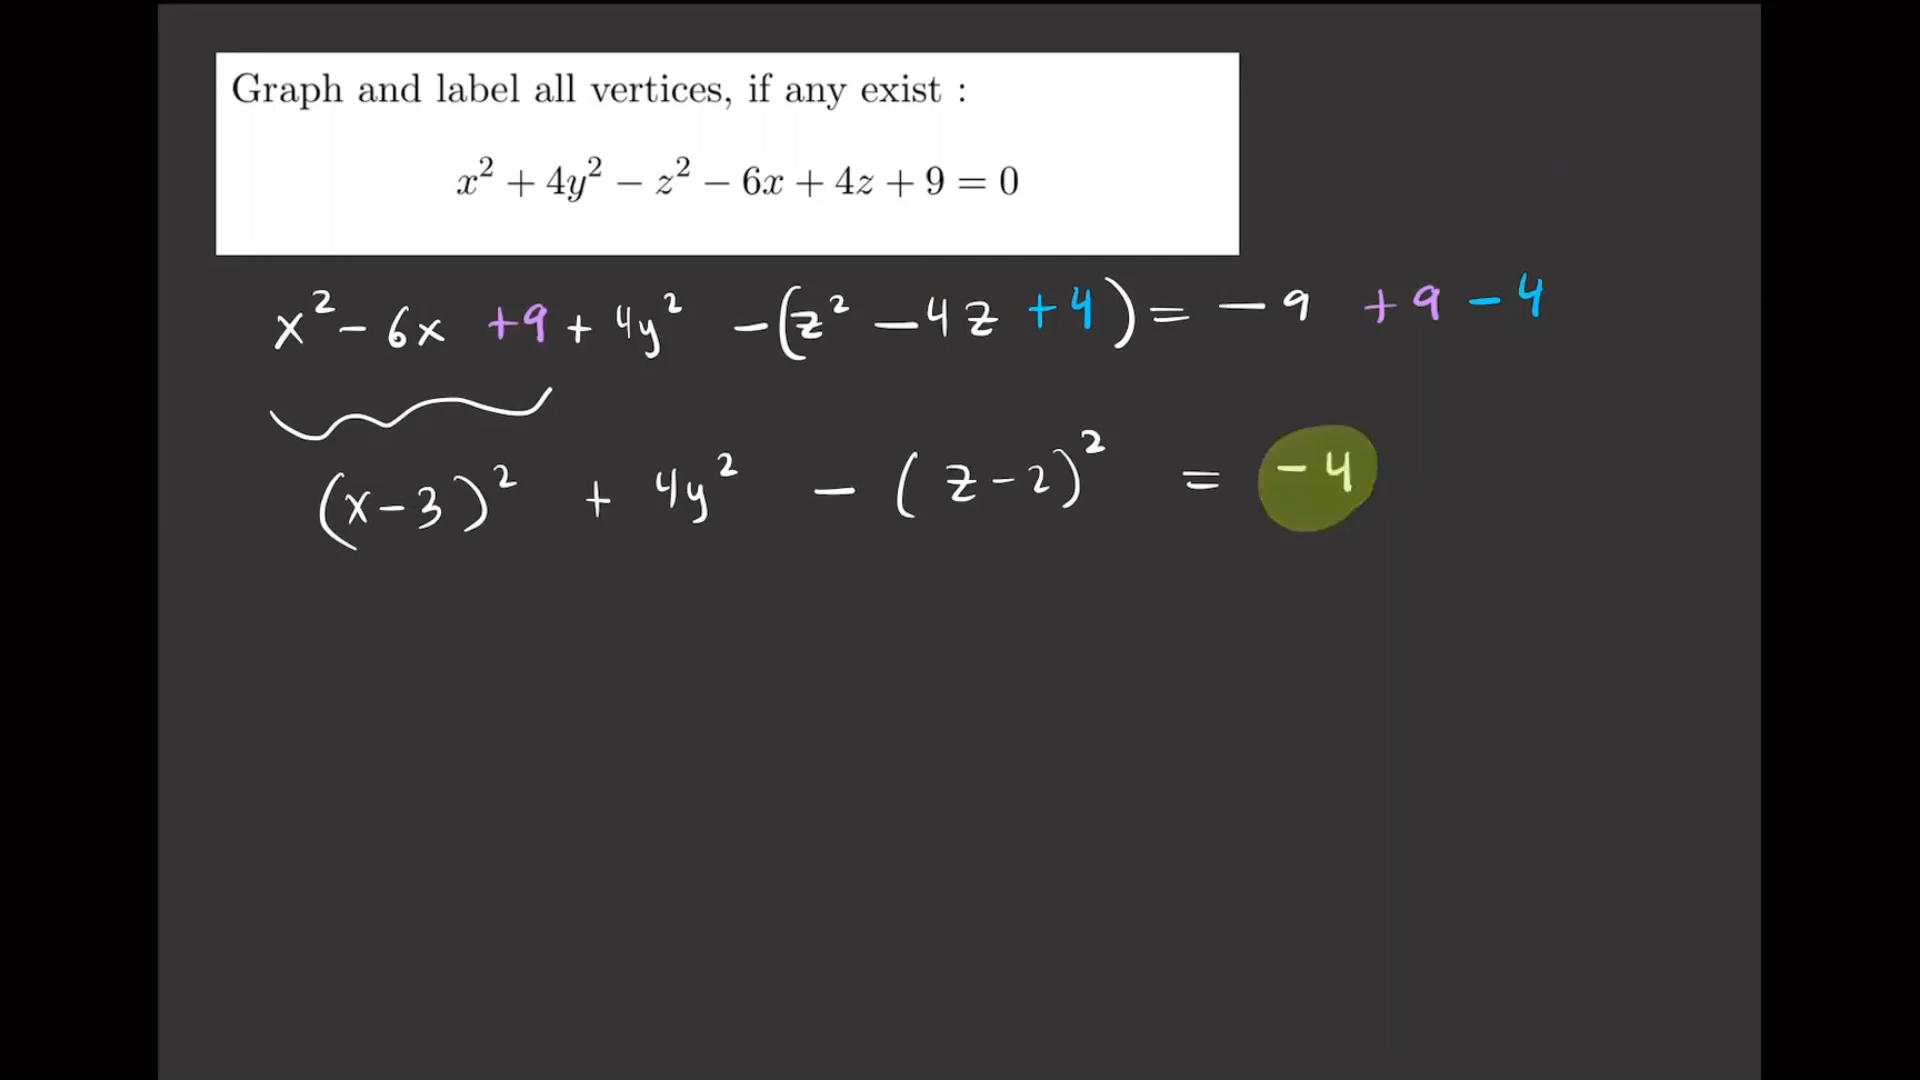 Graph and label all vertices, if any exist :
x² + 4y² − z² − 6x + 4z + 9 = 0
x² − 6x +9 + 4y² − (z² − 4z +4) = −9 +9 −4
(x−3)² + 4y² − (z−2)² = −4